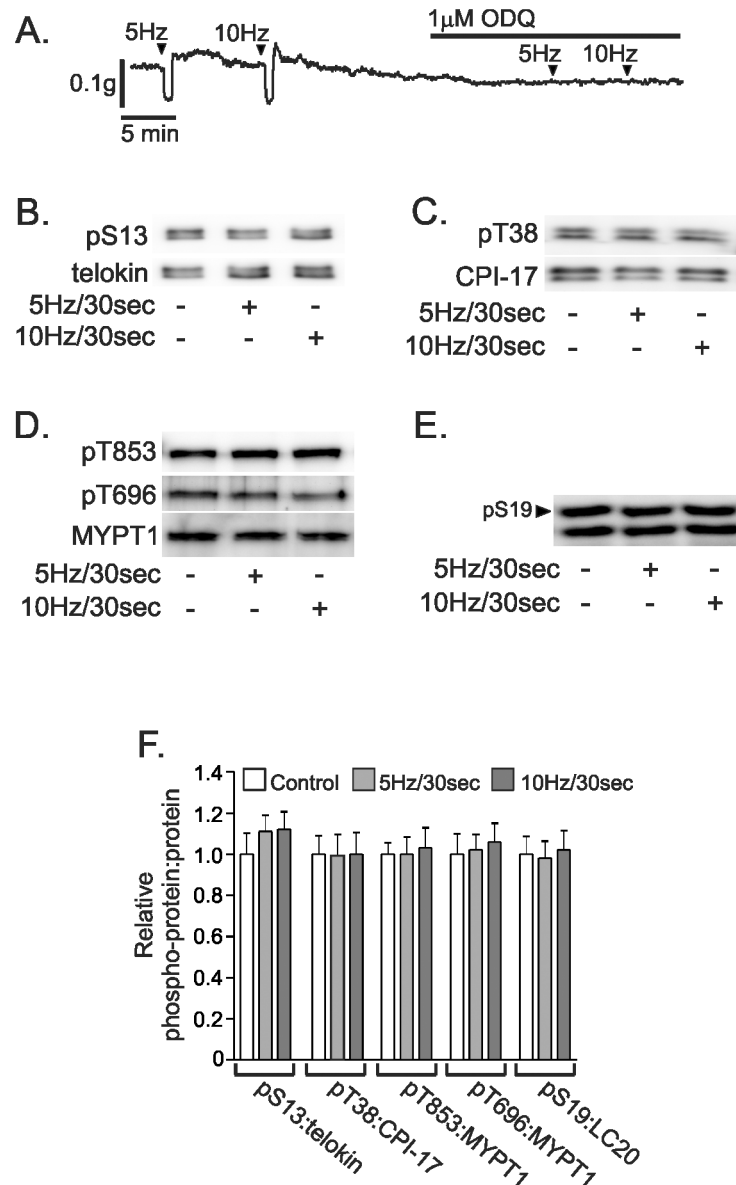 A.
1µM ODQ
5Hz 10Hz 5Hz 10Hz
0.1g
5 min
B.
pS13
telokin
5Hz/30sec - + -
10Hz/30sec - - +
C.
pT38
CPI-17
5Hz/30sec - + -
10Hz/30sec - - +
D.
pT853
pT696
MYPT1
5Hz/30sec - + -
10Hz/30sec - - +
E.
pS19
5Hz/30sec - + -
10Hz/30sec - - +
F.
Control 5Hz/30sec 10Hz/30sec
Relative
phospho-protein:protein
1.4
1.2
1.0
0.8
0.6
0.4
0.2
0
pS13:telokin
pT38:CPI-17
pT853:MYPT1
pT696:MYPT1
pS19:LC20